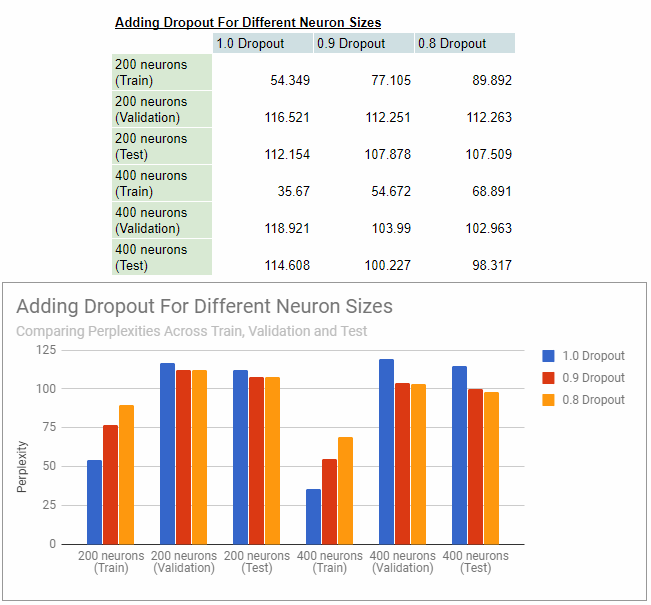 Adding Dropout For Different Neuron Sizes
1.0 Dropout 0.9 Dropout 0.8 Dropout
200 neurons
(Train) 54.349 77.105 89.892
200 neurons
(Validation) 116.521 112.251 112.263
200 neurons
(Test) 112.154 107.878 107.509
400 neurons
(Train) 35.67 54.672 68.891
400 neurons
(Validation) 118.921 103.99 102.963
400 neurons
(Test) 114.608 100.227 98.317
Adding Dropout For Different Neuron Sizes
Comparing Perplexities Across Train, Validation and Test
125
100
75
50
25
0
Perplexity
1.0 Dropout
0.9 Dropout
0.8 Dropout
200 neurons 200 neurons 200 neurons 400 neurons 400 neurons 400 neurons
(Train) (Validation) (Test) (Train) (Validation) (Test)